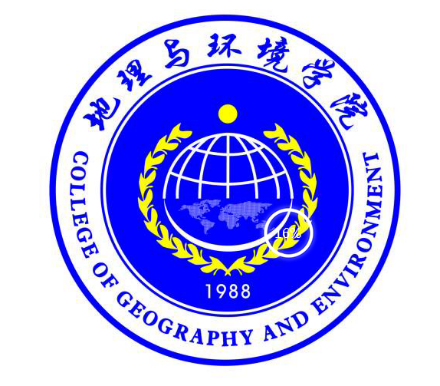 地理与环境学院
COLLEGE OF GEOGRAPHY AND ENVIRONMENT
1988